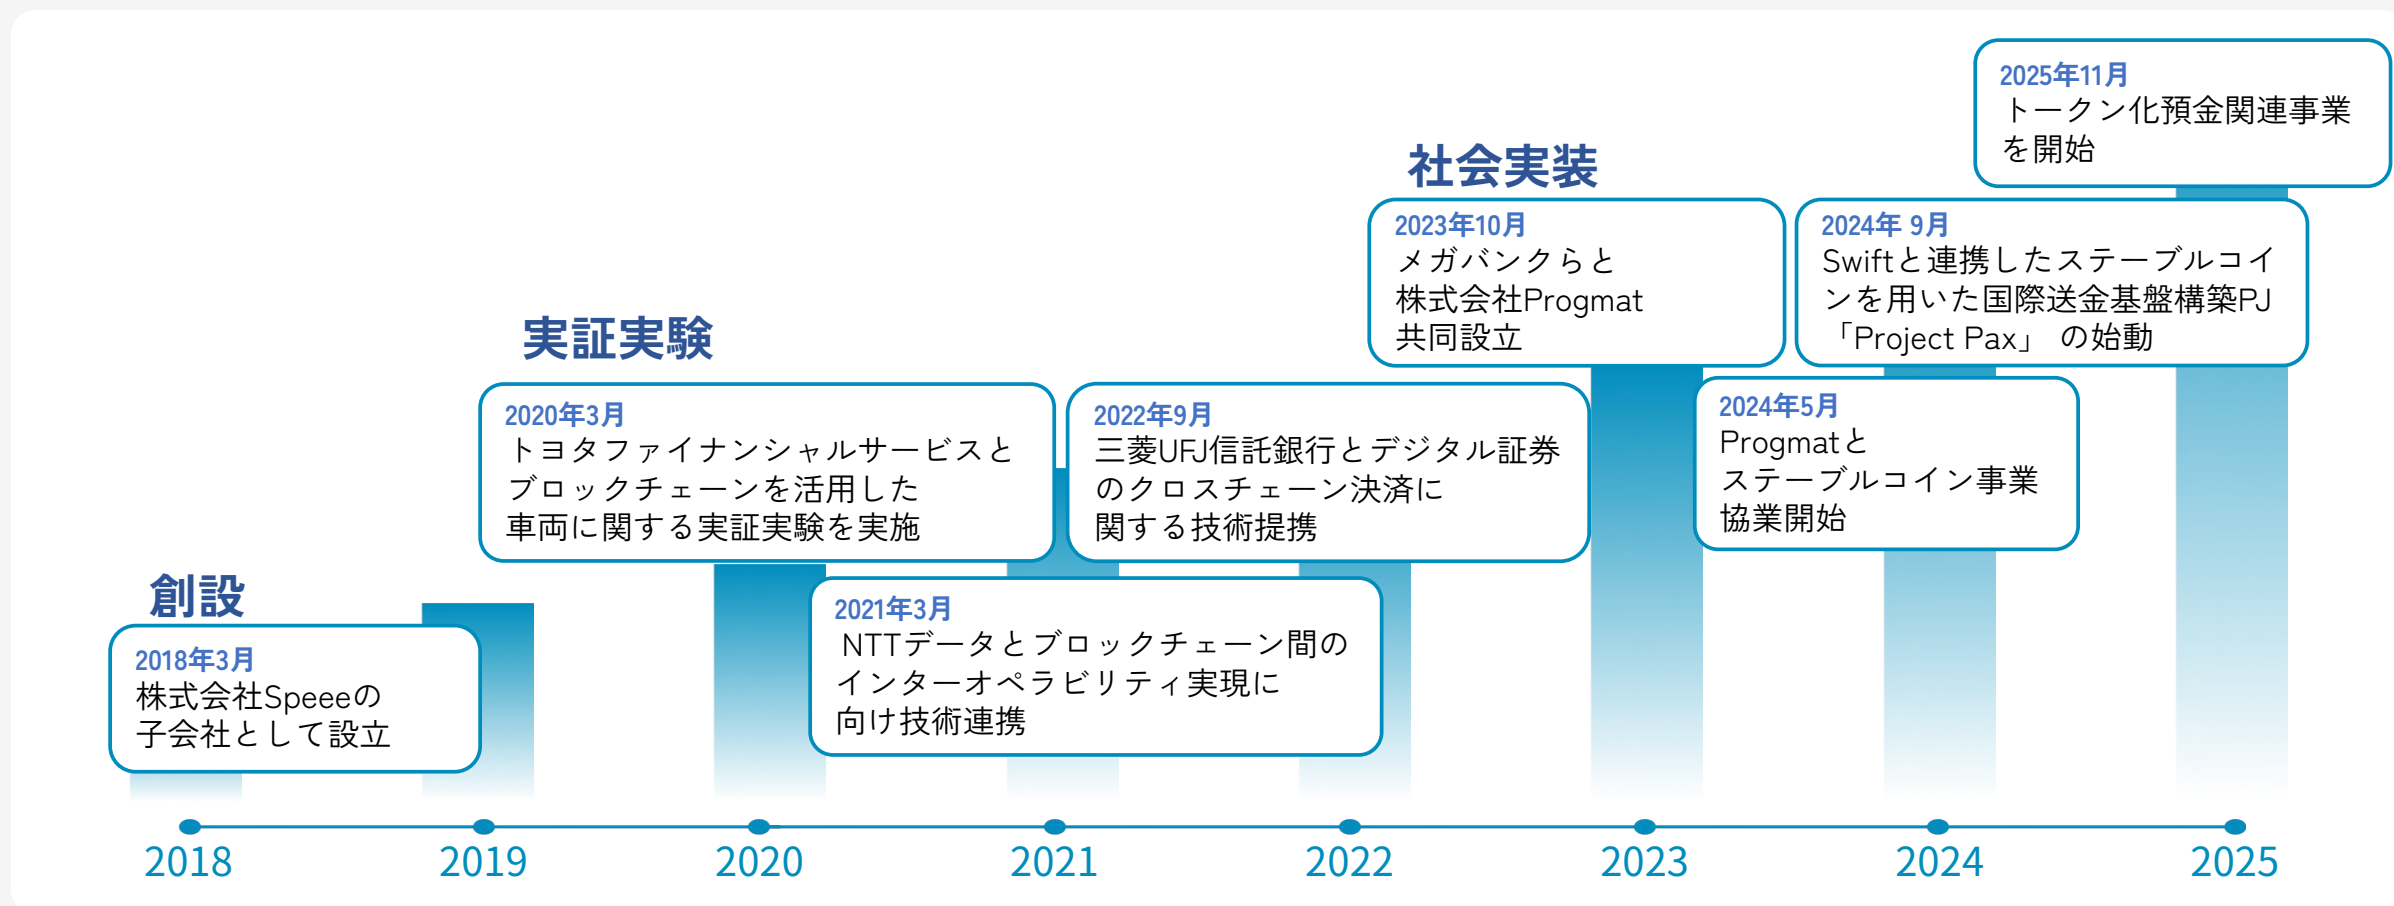 創設
2018年3月
株式会社Speeeの
子会社として設立
実証実験
2020年3月
トヨタファイナンシャルサービスと
ブロックチェーンを活用した
車両に関する実証実験を実施
2021年3月
NTTデータとブロックチェーン間の
インターオペラビリティ実現に
向け技術連携
2022年9月
三菱UFJ信託銀行とデジタル証券
のクロスチェーン決済に
関する技術提携
社会実装
2023年10月
メガバンクらと
株式会社Progmat
共同設立
2024年5月
Progmatと
ステーブルコイン事業
協業開始
2024年 9月
Swiftと連携したステーブルコイ
ンを用いた国際送金基盤構築PJ
「Project Pax」 の始動
2025年11月
トークン化預金関連事業
を開始
2018
2019
2020
2021
2022
2023
2024
2025